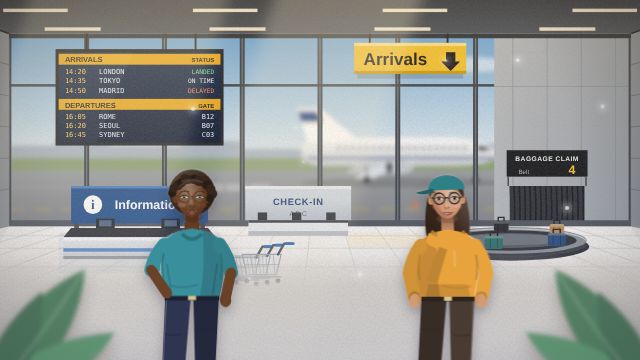 ARRIVALS STATUS
14:20 LONDON LANDED
14:35 TOKYO ON TIME
14:50 MADRID DELAYED
DEPARTURES GATE
16:05 ROME B12
16:20 SEOUL B07
16:45 SYDNEY C03
Arrivals
BAGGAGE CLAIM
Belt 4
i
CHECK-IN